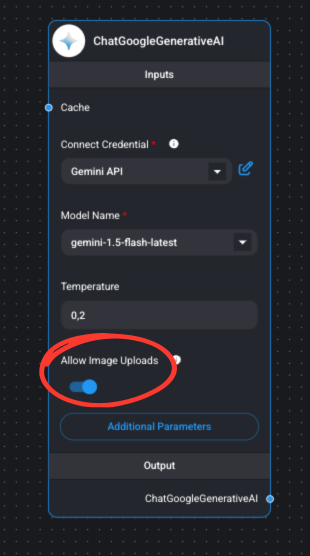 ChatGoogleGenerativeAI
Inputs
Cache
Connect Credential *
Gemini API
Model Name *
gemini-1.5-flash-latest
Temperature
0,2
Allow Image Uploads
Additional Parameters
Output
ChatGoogleGenerativeAI